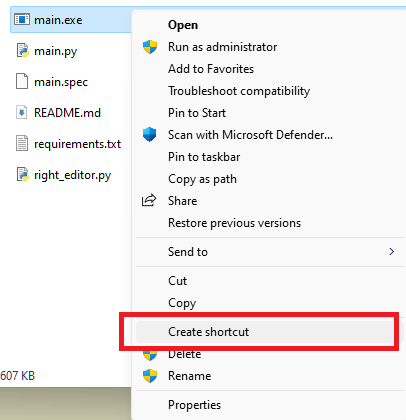 main.exe
main.py
main.spec
README.md
requirements.txt
right_editor.py
607 KB
Open
Run as administrator
Add to Favorites
Troubleshoot compatibility
Pin to Start
Scan with Microsoft Defender...
Pin to taskbar
Copy as path
Share
Restore previous versions
Send to
Cut
Copy
Create shortcut
Delete
Rename
Properties